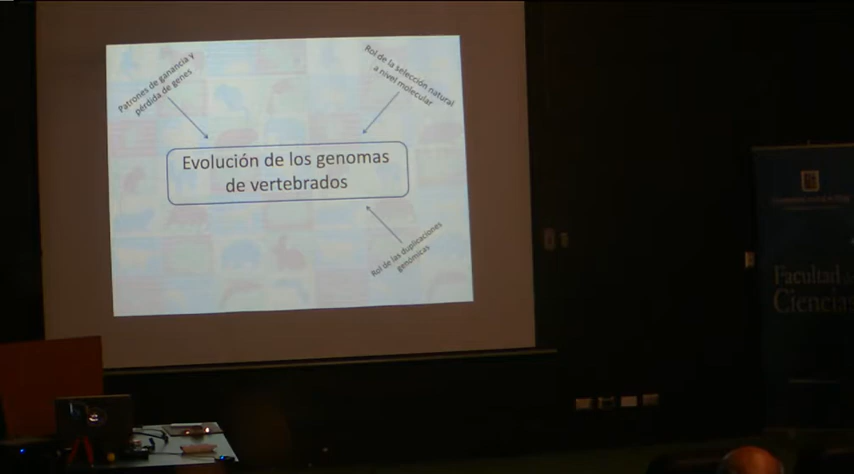 Patrones de ganancia y
pérdida de genes
Rol de la selección natural
a nivel molecular
Evolución de los genomas
de vertebrados
Rol de las duplicaciones
genómicas
Facultad de
Ciencias